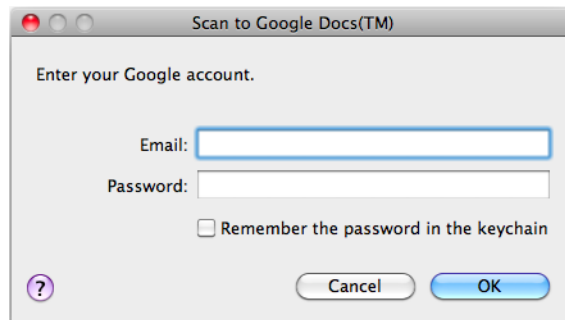 Scan to Google Docs(TM)
Enter your Google account.
Email:
Password:
Remember the password in the keychain
?
Cancel
OK